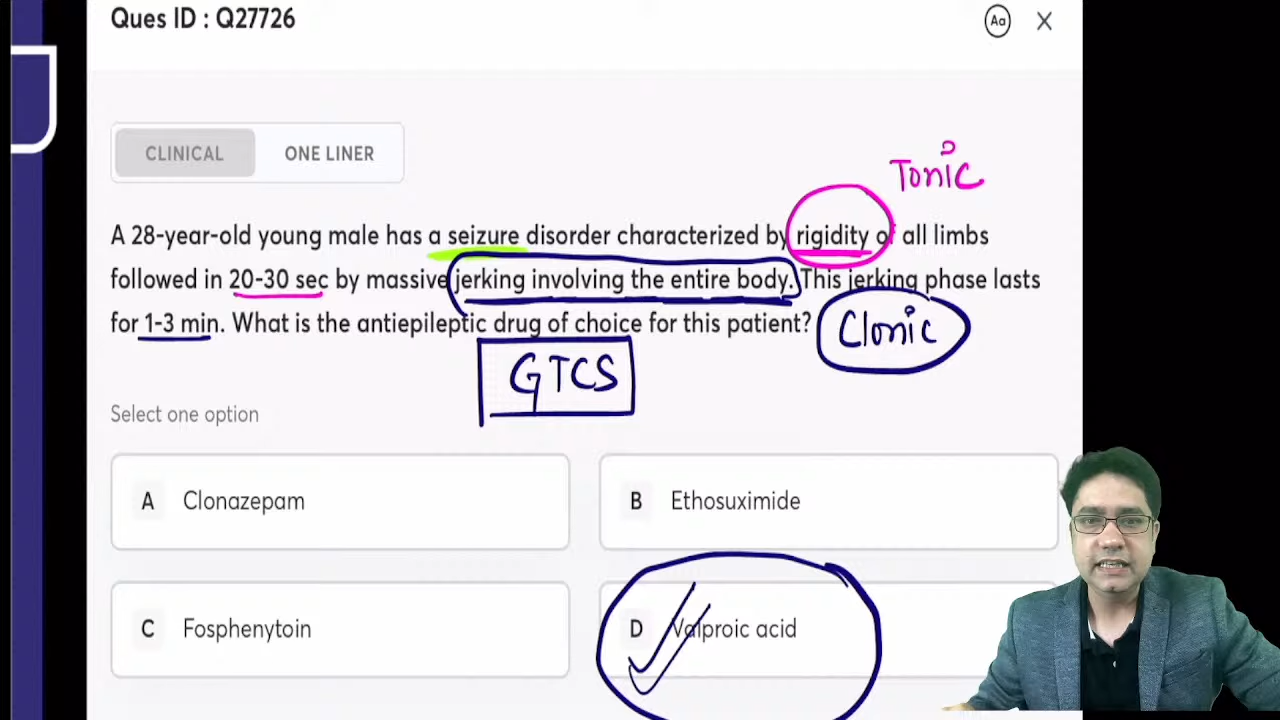 Ques ID : Q27726
Aa
CLINICAL ONE LINER
Tonic
A 28-year-old young male has a seizure disorder characterized by rigidity of all limbs
followed in 20-30 sec by massive jerking involving the entire body. This jerking phase lasts
for 1-3 min. What is the antiepileptic drug of choice for this patient?
Clonic
GTCS
Select one option
A Clonazepam
B Ethosuximide
C Fosphenytoin
D Valproic acid